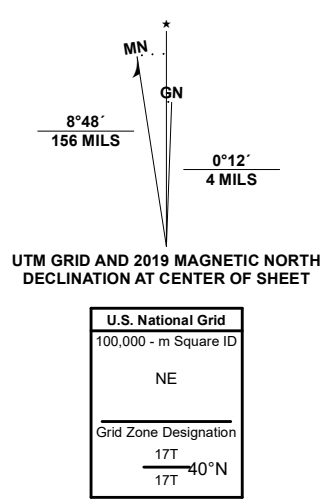 ★
MN
GN
8°48´
156 MILS
0°12´
4 MILS
UTM GRID AND 2019 MAGNETIC NORTH
DECLINATION AT CENTER OF SHEET
U.S. National Grid
100,000 - m Square ID
NE
Grid Zone Designation
17T
40°N
17T